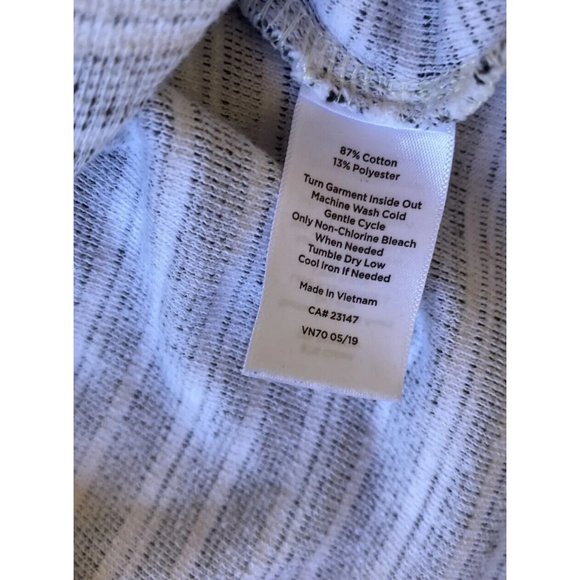 87% Cotton
13% Polyester
Turn Garment Inside Out
Machine Wash Cold
Gentle Cycle
Only Non-Chlorine Bleach
When Needed
Tumble Dry Low
Cool Iron If Needed
Made In Vietnam
CA# 23147
VN70 05/19